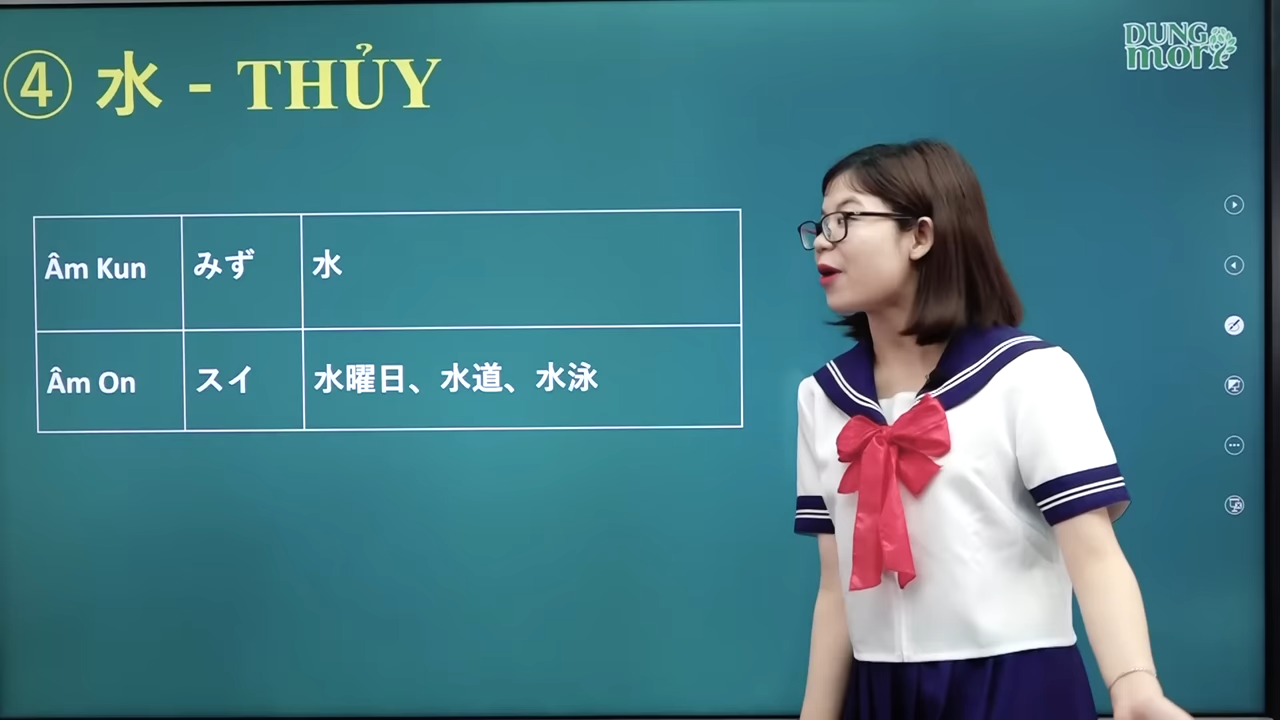 ④ 水 - THỦY
DUNG
mori
Âm Kun みず 水
Âm On スイ 水曜日、水道、水泳